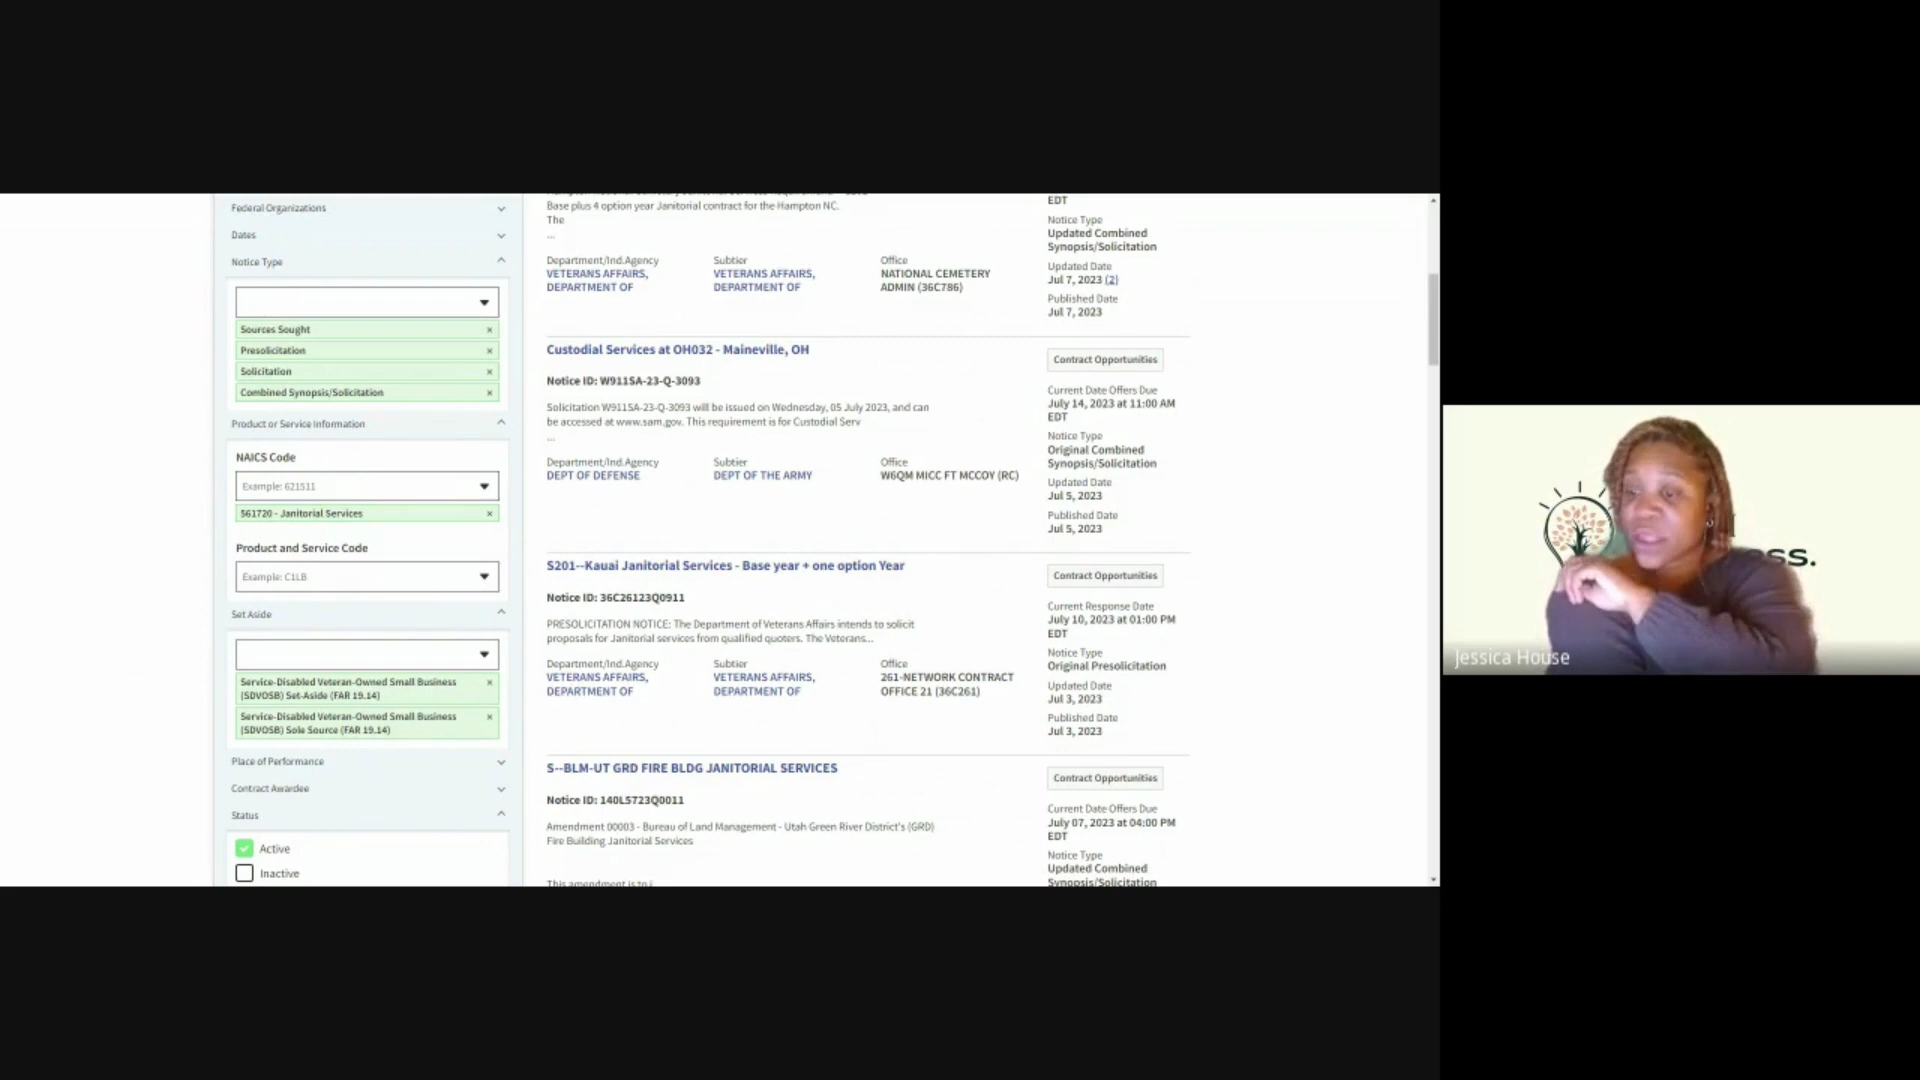 Federal Organizations
Dates
Notice Type
Sources Sought ×
Presolicitation ×
Solicitation ×
Combined Synopsis/Solicitation ×
Product or Service Information
NAICS Code
Example: 621511
561720 - Janitorial Services ×
Product and Service Code
Example: C1LB
Set Aside
Service-Disabled Veteran-Owned Small Business ×
(SDVOSB) Set-Aside (FAR 19.14)
Service-Disabled Veteran-Owned Small Business ×
(SDVOSB) Sole Source (FAR 19.14)
Place of Performance
Contract Awardee
Status
Active
Inactive
Base plus 4 option year Janitorial contract for the Hampton NC.
The
...
Department/Ind.Agency
VETERANS AFFAIRS,
DEPARTMENT OF
Subtier
VETERANS AFFAIRS,
DEPARTMENT OF
Office
NATIONAL CEMETERY
ADMIN (36C786)
EDT
Notice Type
Updated Combined
Synopsis/Solicitation
Updated Date
Jul 7, 2023 (2)
Published Date
Jul 7, 2023
Custodial Services at OH032 - Maineville, OH
Notice ID: W911SA-23-Q-3093
Solicitation W911SA-23-Q-3093 will be issued on Wednesday, 05 July 2023, and can
be accessed at www.sam.gov. This requirement is for Custodial Serv
...
Department/Ind.Agency
DEPT OF DEFENSE
Subtier
DEPT OF THE ARMY
Office
W6QM MICC FT MCCOY (RC)
Contract Opportunities
Current Date Offers Due
July 14, 2023 at 11:00 AM
EDT
Notice Type
Original Combined
Synopsis/Solicitation
Updated Date
Jul 5, 2023
Published Date
Jul 5, 2023
S201--Kauai Janitorial Services - Base year + one option Year
Notice ID: 36C26123Q0911
PRESOLICITATION NOTICE: The Department of Veterans Affairs intends to solicit
proposals for Janitorial services from qualified quoters. The Veterans...
Department/Ind.Agency
VETERANS AFFAIRS,
DEPARTMENT OF
Subtier
VETERANS AFFAIRS,
DEPARTMENT OF
Office
261-NETWORK CONTRACT
OFFICE 21 (36C261)
Contract Opportunities
Current Response Date
July 10, 2023 at 01:00 PM
EDT
Notice Type
Original Presolicitation
Updated Date
Jul 3, 2023
Published Date
Jul 3, 2023
S--BLM-UT GRD FIRE BLDG JANITORIAL SERVICES
Notice ID: 140L5723Q0011
Amendment 00003 - Bureau of Land Management - Utah Green River District's (GRD)
Fire Building Janitorial Services
This amendment is to i
Contract Opportunities
Current Date Offers Due
July 07, 2023 at 04:00 PM
EDT
Notice Type
Updated Combined
Synopsis/Solicitation
ss.
Jessica House